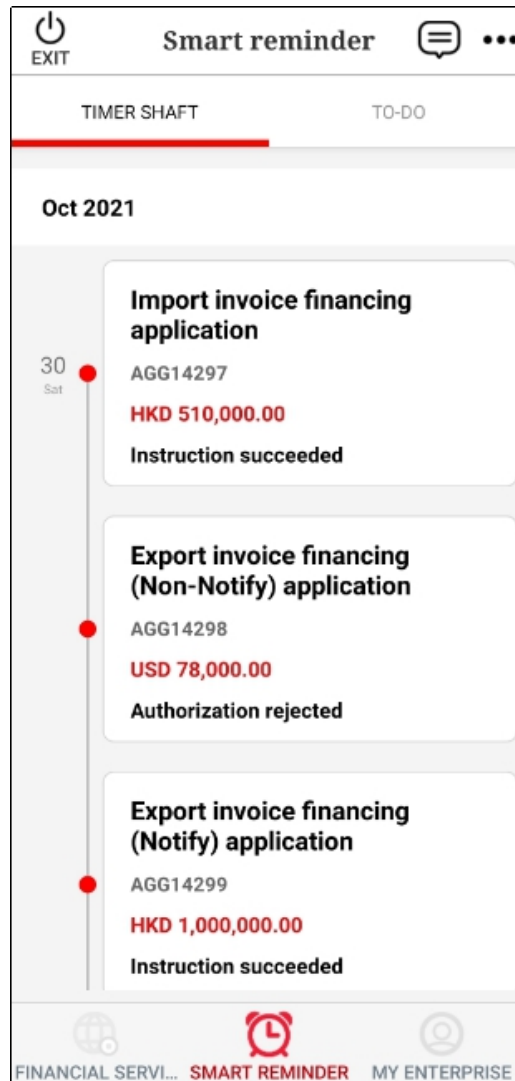 EXIT
Smart reminder
TIMER SHAFT
TO-DO
Oct 2021
30
Sat
Import invoice financing
application
AGG14297
HKD 510,000.00
Instruction succeeded
Export invoice financing
(Non-Notify) application
AGG14298
USD 78,000.00
Authorization rejected
Export invoice financing
(Notify) application
AGG14299
HKD 1,000,000.00
Instruction succeeded
FINANCIAL SERVI...
SMART REMINDER
MY ENTERPRISE